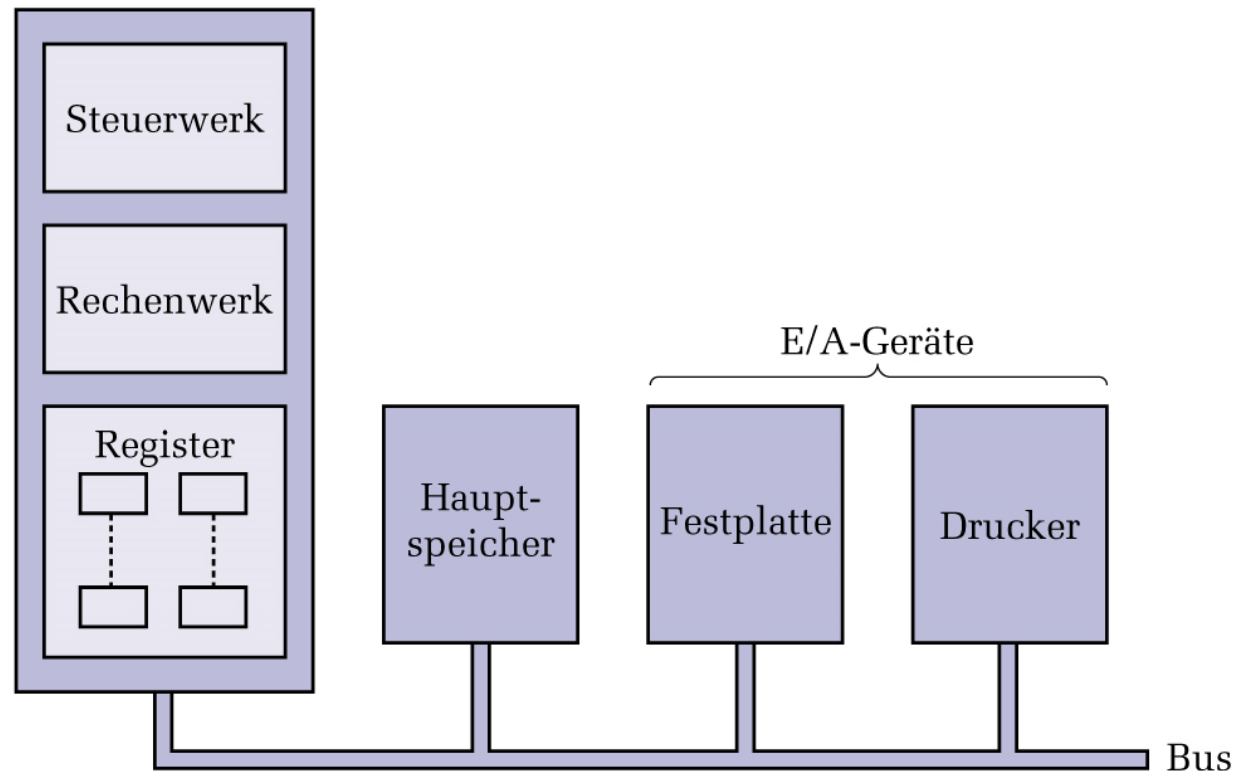 Steuerwerk
Rechenwerk
Register
E/A-Geräte
Haupt-
speicher
Festplatte
Drucker
Bus